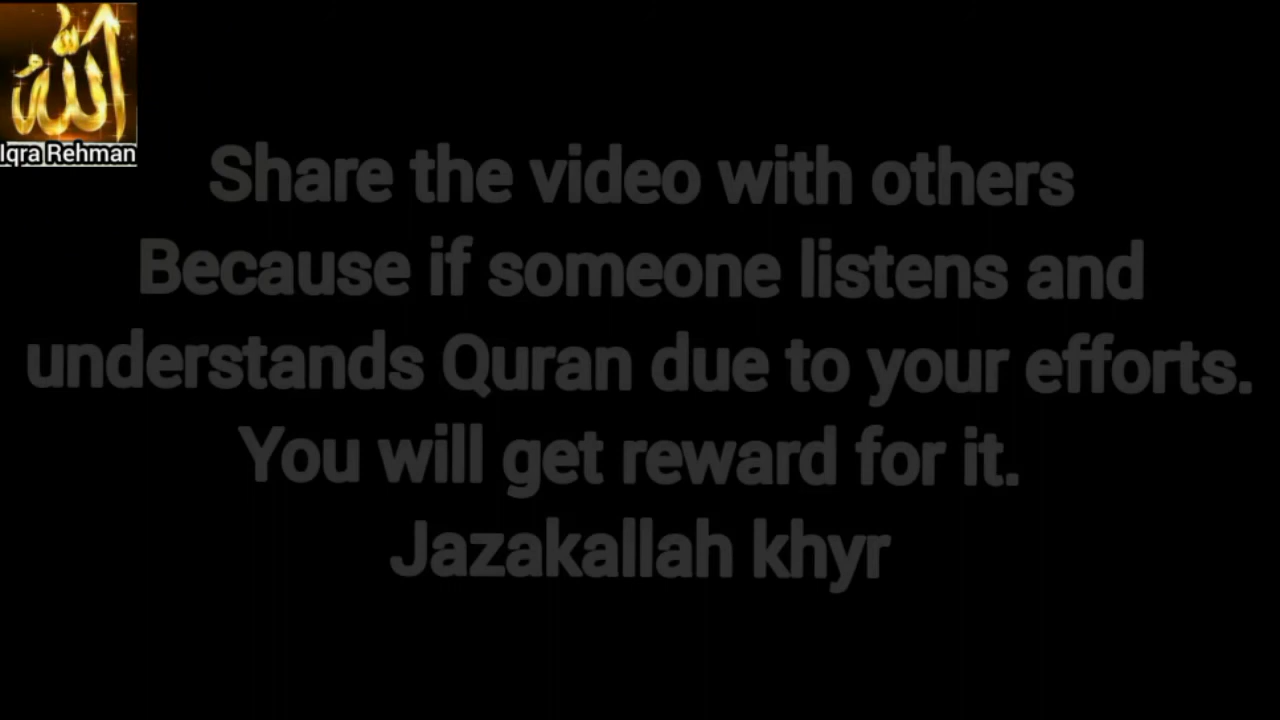 الله
Iqra Rehman
Share the video with others
Because if someone listens and
understands Quran due to your efforts.
You will get reward for it.
Jazakallah khyr